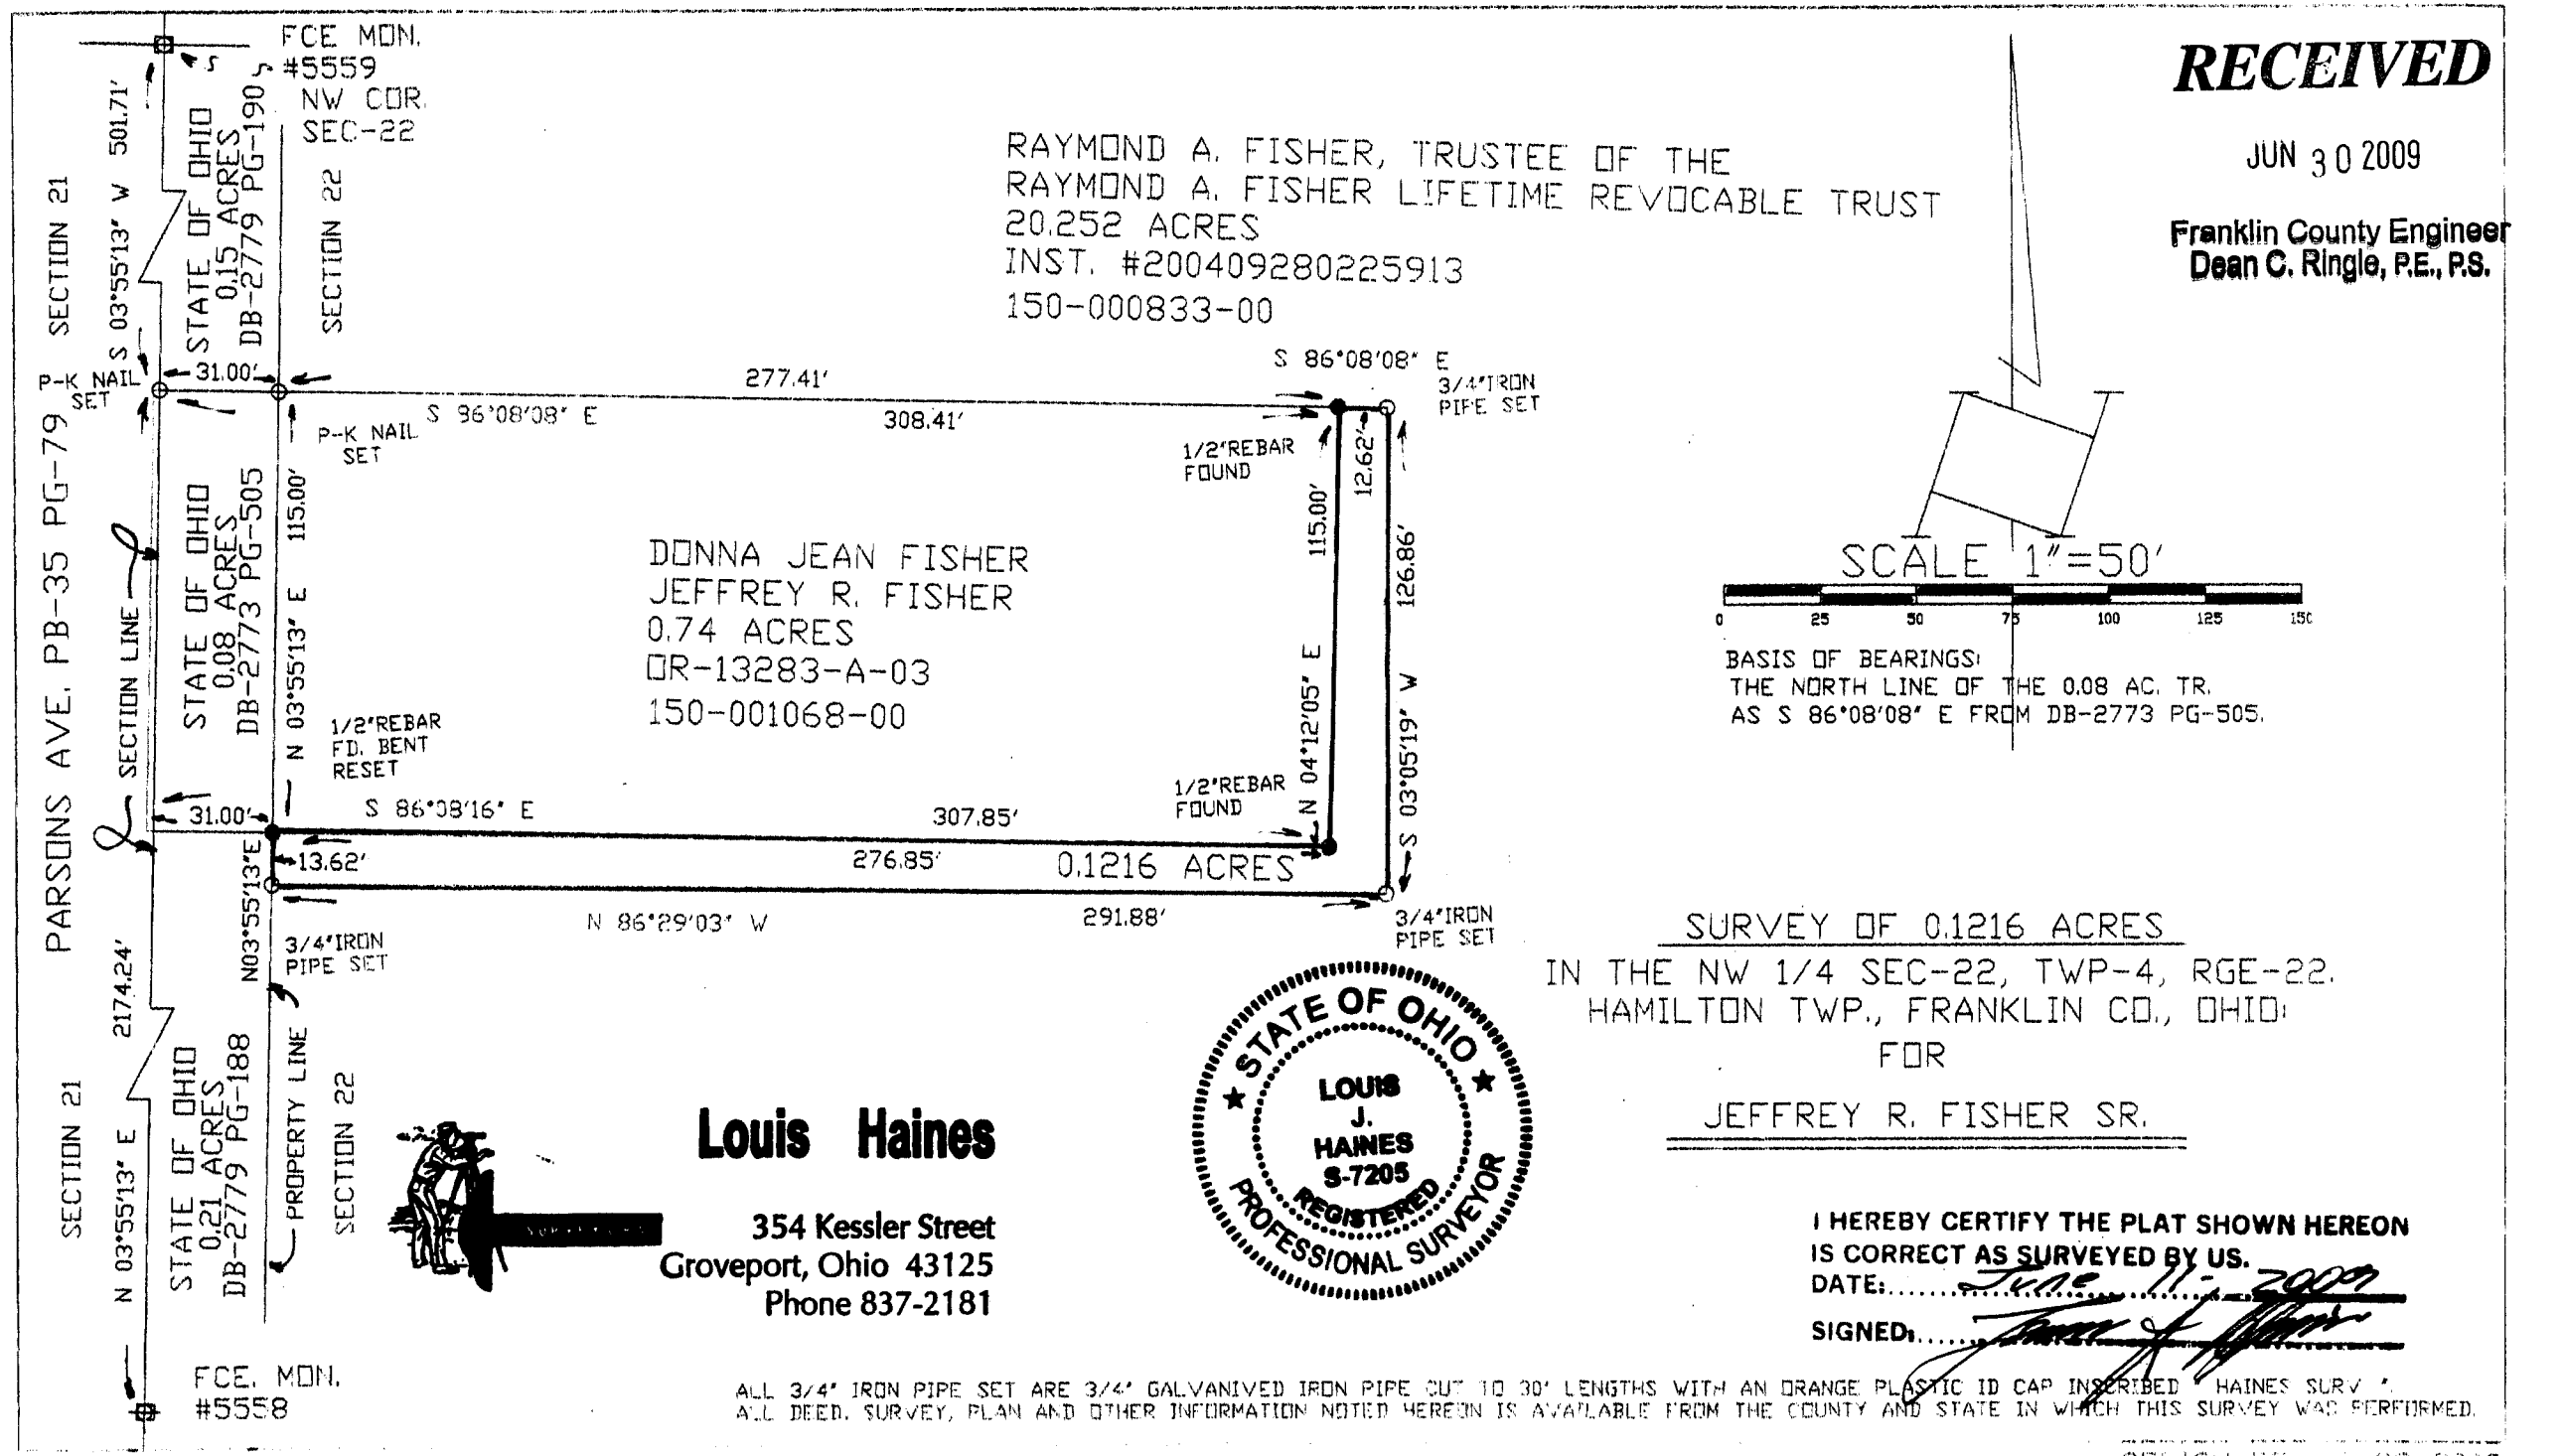 FCE MON.
#5559
NW COR.
SEC-22
RECEIVED
JUN 30 2009
Franklin County Engineer
Dean C. Ringle, P.E., P.S.
RAYMOND A. FISHER, TRUSTEE OF THE
RAYMOND A. FISHER LIFETIME REVOCABLE TRUST
20.252 ACRES
INST. #200409280225913
150-000833-00
SECTION 21
S 03°55'13" W 501.71'
STATE OF OHIO
0.15 ACRES
DB-2779 PG-190
SECTION 22
P-K NAIL
SET
31.00'
277.41'
S 86°08'08" E
3/4"IRON
PIPE SET
S 86°08'08" E
308.41'
P-K NAIL
SET
1/2"REBAR
FOUND
12.62'
PARSONS AVE. PB-35 PG-79
SECTION LINE
STATE OF OHIO
0.08 ACRES
DB-2773 PG-505
N 03°55'13" E 115.00'
DONNA JEAN FISHER
JEFFREY R. FISHER
0.74 ACRES
OR-13283-A-03
150-001068-00
N 04°12'05" E 115.00'
S 03°05'19" W 126.86'
SCALE 1"=50'
0 25 50 75 100 125 150
BASIS OF BEARINGS:
THE NORTH LINE OF THE 0.08 AC. TR.
AS S 86°08'08" E FROM DB-2773 PG-505.
1/2"REBAR
FD. BENT
RESET
1/2"REBAR
FOUND
31.00'
S 86°08'16" E
307.85'
13.62'
276.85'
0.1216 ACRES
N03°55'13"E
N 86°29'03" W
291.88'
3/4"IRON
PIPE SET
3/4"IRON
PIPE SET
SURVEY OF 0.1216 ACRES
IN THE NW 1/4 SEC-22, TWP-4, RGE-22.
HAMILTON TWP., FRANKLIN CO., OHIO:
FOR
JEFFREY R. FISHER SR.
SECTION 21
N 03°55'13" E 2174.24'
STATE OF OHIO
0.21 ACRES
DB-2779 PG-188
PROPERTY LINE
SECTION 22
Louis Haines
354 Kessler Street
Groveport, Ohio 43125
Phone 837-2181
STATE OF OHIO
LOUIS
J.
HAINES
S-7205
REGISTERED
PROFESSIONAL SURVEYOR
I HEREBY CERTIFY THE PLAT SHOWN HEREON
IS CORRECT AS SURVEYED BY US.
DATE: June 11- 2009
SIGNED:
FCE. MON.
#5558
ALL 3/4" IRON PIPE SET ARE 3/4" GALVANIVED IRON PIPE CUT TO 30" LENGTHS WITH AN ORANGE PLASTIC ID CAP INSCRIBED " HAINES SURV ".
ALL DEED, SURVEY, PLAN AND OTHER INFORMATION NOTED HEREON IS AVAILABLE FROM THE COUNTY AND STATE IN WHICH THIS SURVEY WAS PERFORMED.